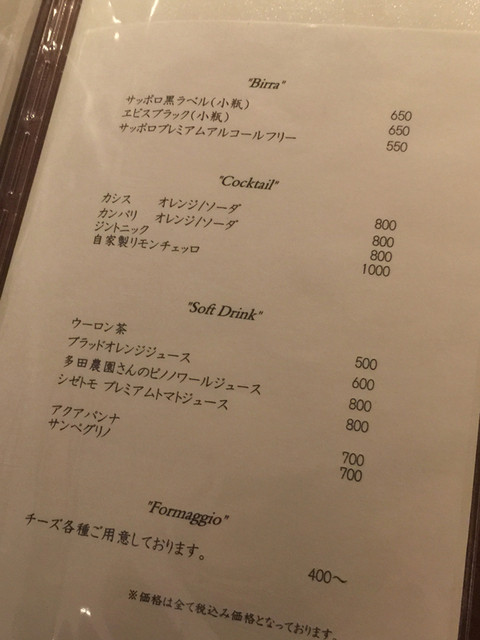 "Birra"
サッポロ黒ラベル(小瓶) 650
ヱビスブラック(小瓶) 650
サッポロプレミアムアルコールフリー 550
"Cocktail"
カシス オレンジ/ソーダ 800
カンパリ オレンジ/ソーダ 800
ジントニック 800
自家製リモンチェッロ 1000
"Soft Drink"
ウーロン茶 500
ブラッドオレンジジュース 600
多田農園さんのピノノワールジュース 800
シゼトモ プレミアムトマトジュース 800
アクアパンナ 700
サンペグリノ 700
"Formaggio"
チーズ各種ご用意しております。 400～
※価格は全て税込み価格となっております。